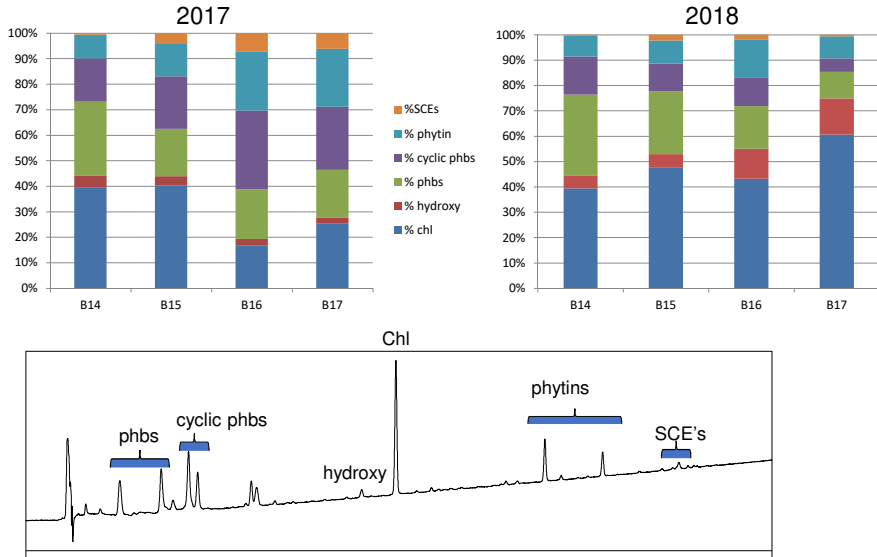 2017
100%
90%
80%
70%
60%
50%
40%
30%
20%
10%
0%
B14 B15 B16 B17
%SCEs
% phytin
% cyclic phbs
% phbs
% hydroxy
% chl
2018
100%
90%
80%
70%
60%
50%
40%
30%
20%
10%
0%
B14 B15 B16 B17
Chl
phbs
cyclic phbs
hydroxy
phytins
SCE's